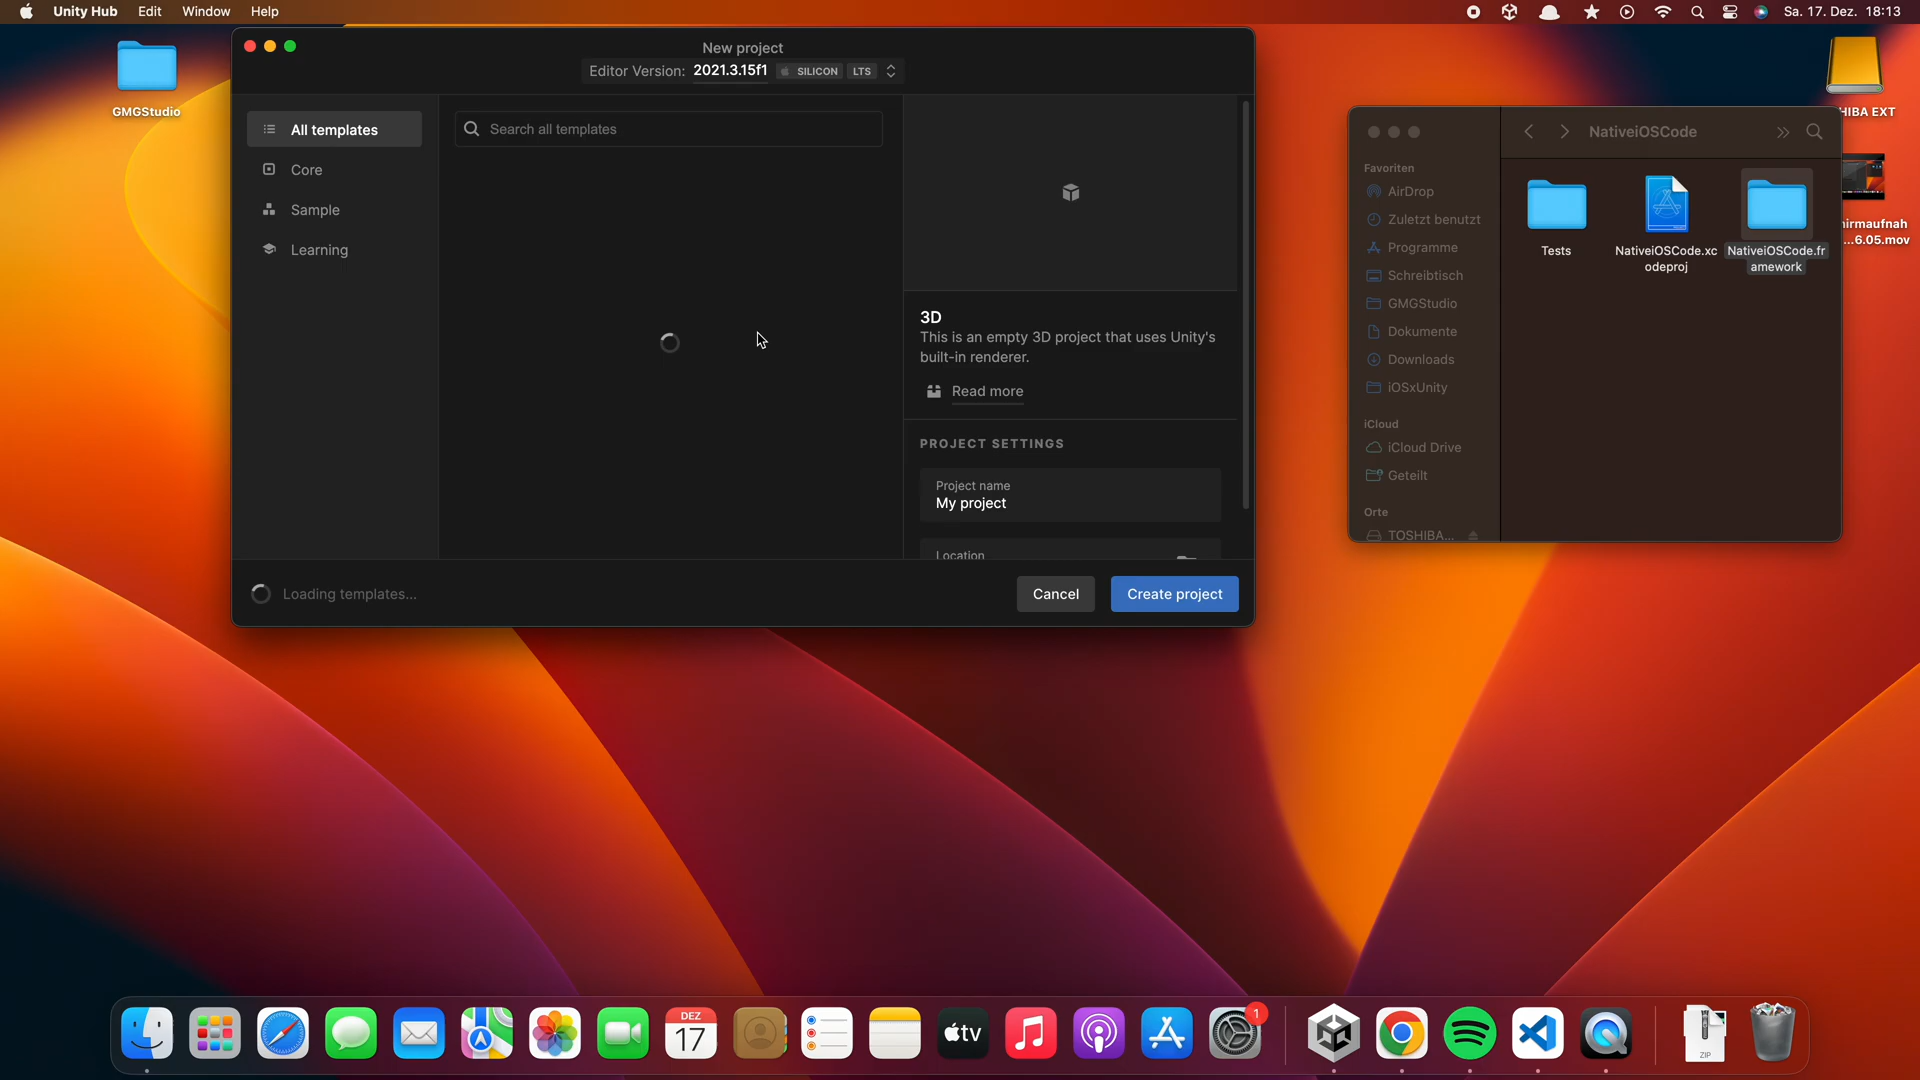 Unity Hub Edit Window Help
Sa. 17. Dez. 18:13
GMGStudio
New project
Editor Version: 2021.3.15f1 SILICON LTS
All templates
Core
Sample
Learning
Search all templates
3D
This is an empty 3D project that uses Unity's
built-in renderer.
Read more
PROJECT SETTINGS
Project name
My project
Location
Loading templates...
Cancel
Create project
NativeiOSCode
Favoriten
AirDrop
Zuletzt benutzt
Programme
Schreibtisch
GMGStudio
Dokumente
Downloads
iOSxUnity
iCloud
iCloud Drive
Geteilt
Orte
TOSHIBA...
Tests
NativeiOSCode.xc
odeproj
NativeiOSCode.fr
amework
HIBA EXT
irmaufnah
...6.05.mov
DEZ
17
tv
1
ZIP